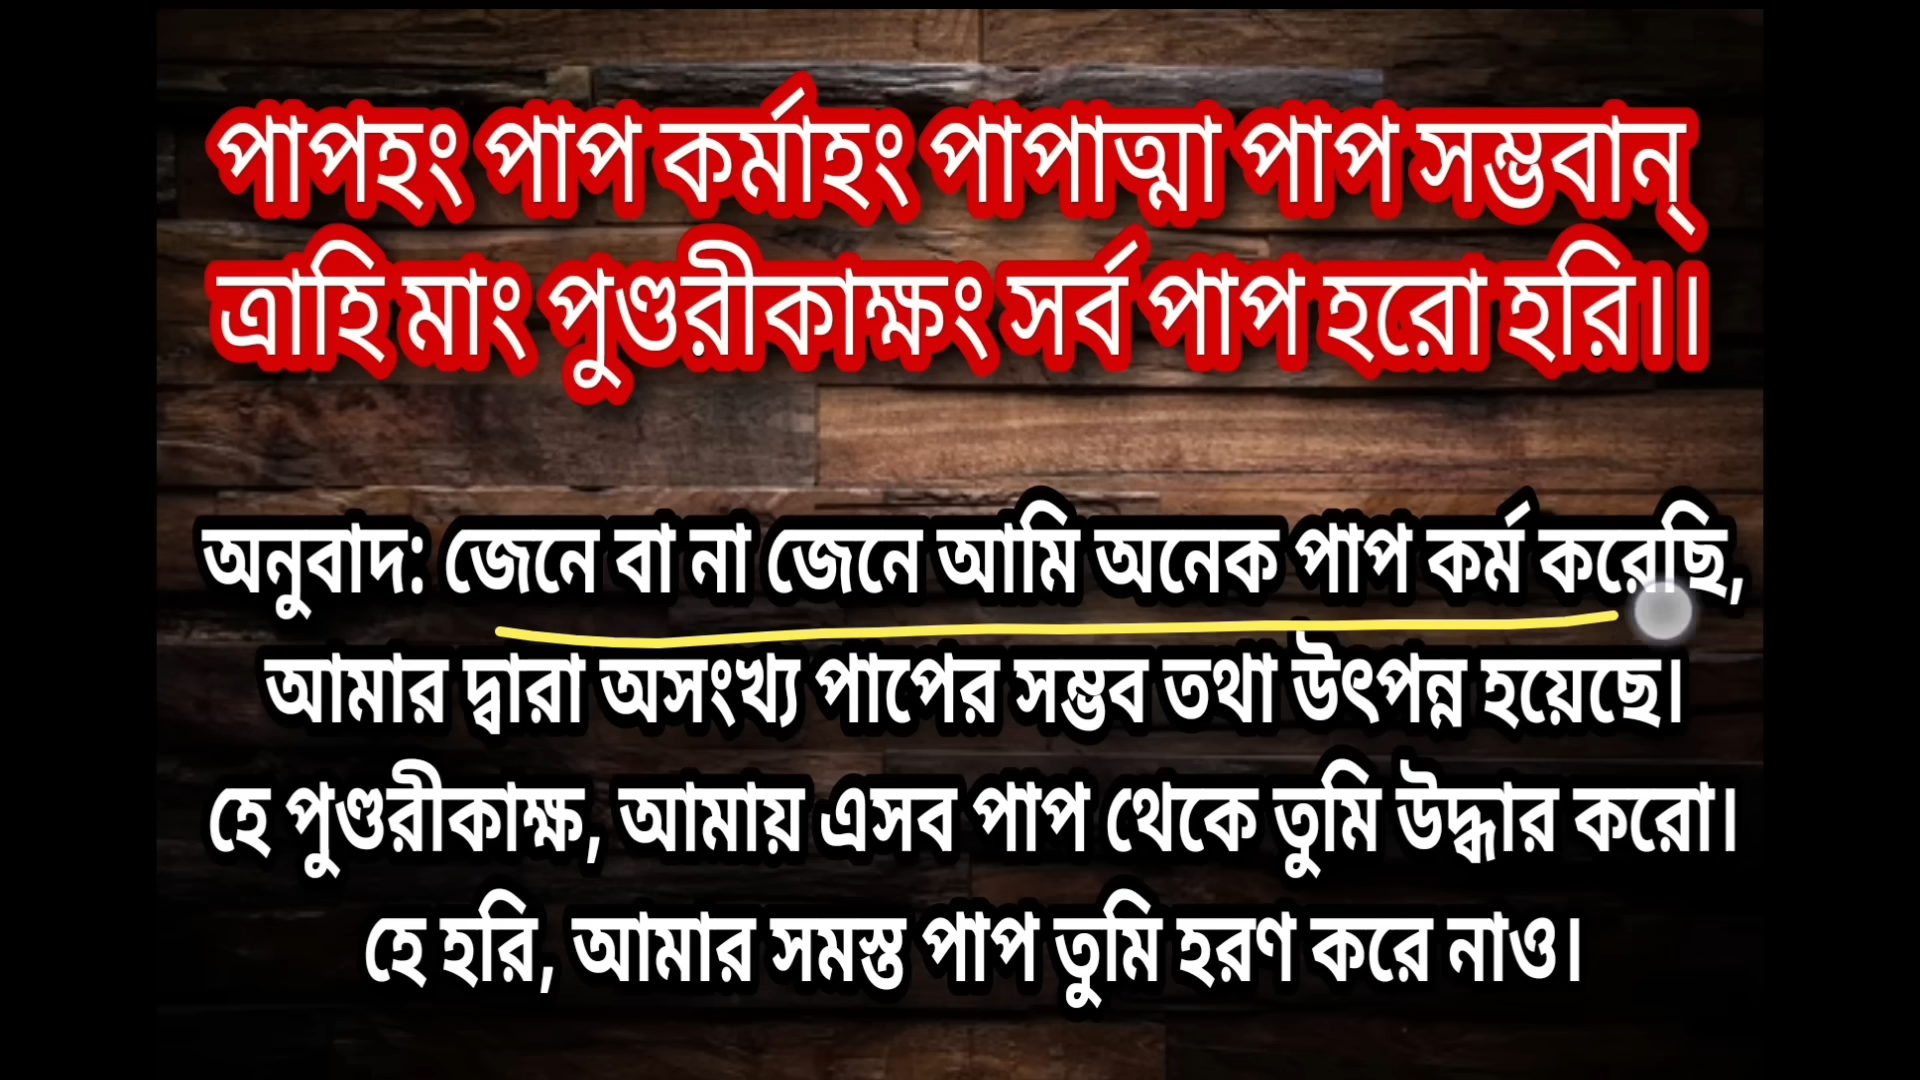 পাপহং পাপ কর্মাহং পাপাত্মা পাপ সম্ভবান্
ত্রাহি মাং পুণ্ডরীকাক্ষং সর্ব পাপ হরো হরি।।
অনুবাদ: জেনে বা না জেনে আমি অনেক পাপ কর্ম করেছি,
আমার দ্বারা অসংখ্য পাপের সম্ভব তথা উৎপন্ন হয়েছে।
হে পুণ্ডরীকাক্ষ, আমায় এসব পাপ থেকে তুমি উদ্ধার করো।
হে হরি, আমার সমস্ত পাপ তুমি হরণ করে নাও।